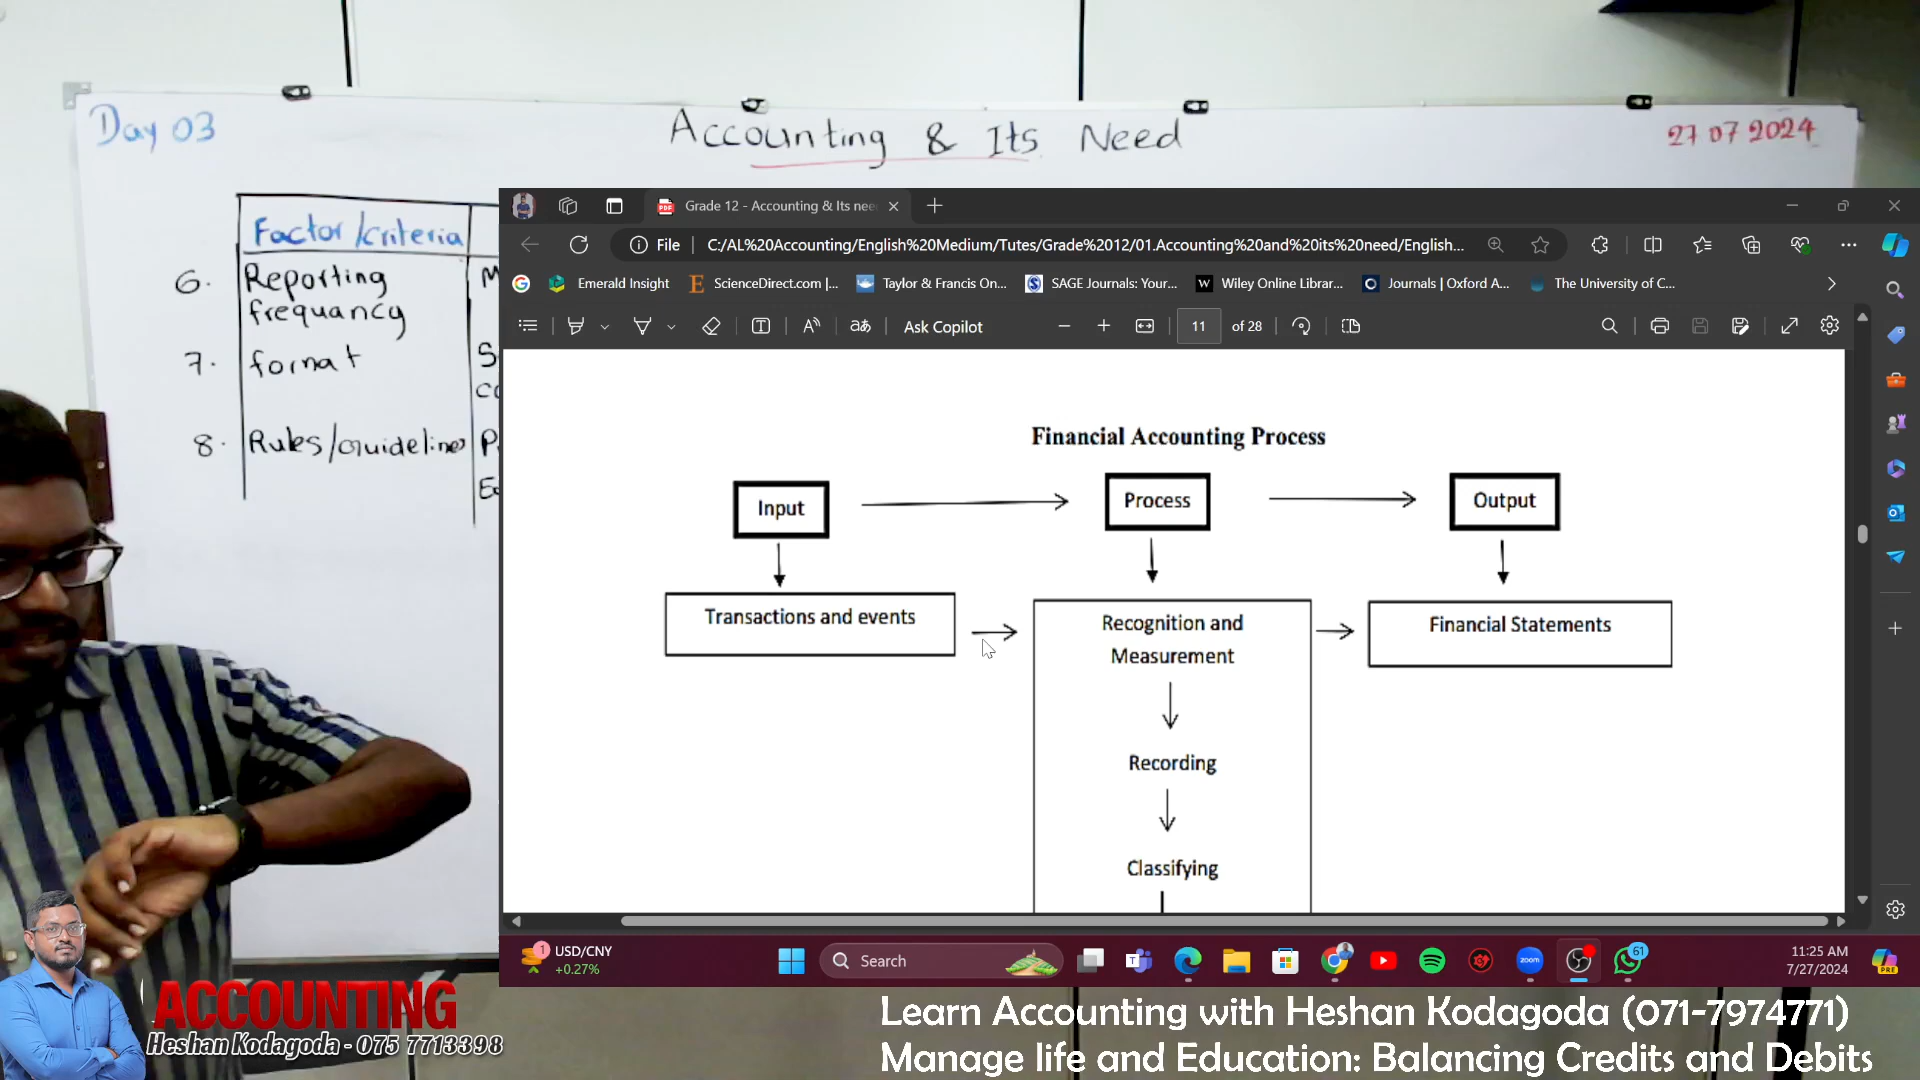 Day 03
Accounting & Its Need
27 07 2024
Factor/criteria
6. Reporting
frequancy
7. format
8. Rules/Guidelines
Grade 12 - Accounting & Its nee
File
C:/AL%20Accounting/English%20Medium/Tutes/Grade%2012/01.Accounting%20and%20its%20need/English...
Emerald Insight
ScienceDirect.com |...
Taylor & Francis On...
SAGE Journals: Your...
Wiley Online Librar...
Journals | Oxford A...
The University of C...
Ask Copilot
11 of 28
Financial Accounting Process
Input
Process
Output
Transactions and events
Recognition and
Measurement
Financial Statements
Recording
Classifying
1
USD/CNY
+0.27%
Search
zoom
61
11:25 AM
7/27/2024
PRE
ACCOUNTING
Heshan Kodagoda - 075 7713398
Learn Accounting with Heshan Kodagoda (071-7974771)
Manage life and Education: Balancing Credits and Debits